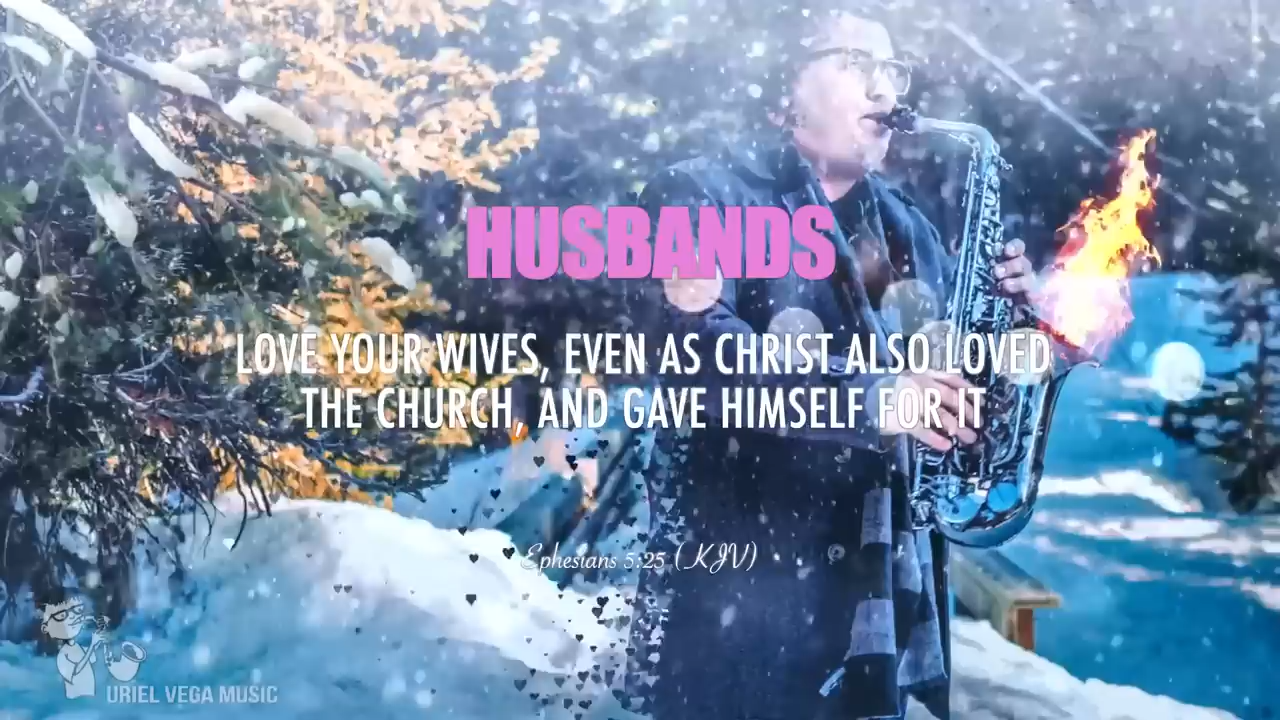 HUSBANDS
LOVE YOUR WIVES, EVEN AS CHRIST ALSO LOVED
THE CHURCH, AND GAVE HIMSELF FOR IT
Ephesians 5:25 (KJV)
URIEL VEGA MUSIC